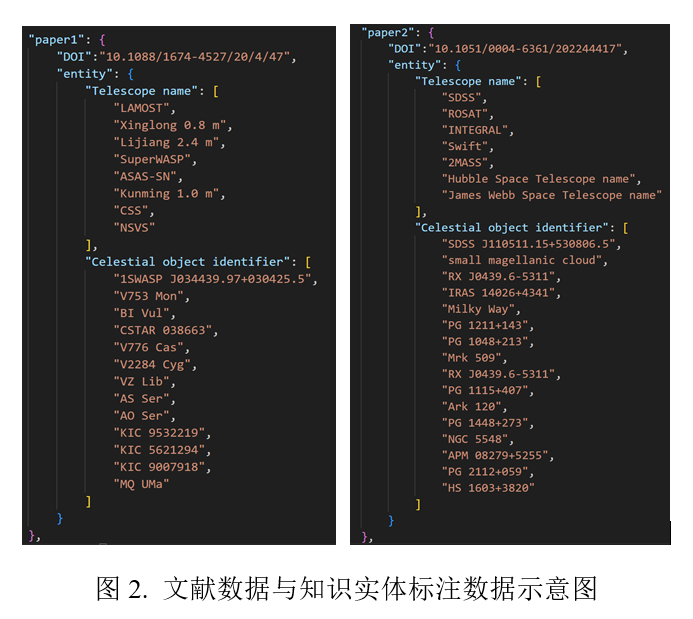 "paper1": {
"DOI":"10.1088/1674-4527/20/4/47",
"entity": {
"Telescope name": [
"LAMOST",
"Xinglong 0.8 m",
"Lijiang 2.4 m",
"SuperWASP",
"ASAS-SN",
"Kunming 1.0 m",
"CSS",
"NSVS"
],
"Celestial object identifier": [
"1SWASP J034439.97+030425.5",
"V753 Mon",
"BI Vul",
"CSTAR 038663",
"V776 Cas",
"V2284 Cyg",
"VZ Lib",
"AS Ser",
"AO Ser",
"KIC 9532219",
"KIC 5621294",
"KIC 9007918",
"MQ UMa"
]
}
},
"paper2": {
"DOI":"10.1051/0004-6361/202244417",
"entity": {
"Telescope name": [
"SDSS",
"ROSAT",
"INTEGRAL",
"Swift",
"2MASS",
"Hubble Space Telescope name",
"James Webb Space Telescope name"
],
"Celestial object identifier": [
"SDSS J110511.15+530806.5",
"small magellanic cloud",
"RX J0439.6-5311",
"IRAS 14026+4341",
"Milky Way",
"PG 1211+143",
"PG 1048+213",
"Mrk 509",
"RX J0439.6-5311",
"PG 1115+407",
"Ark 120",
"PG 1448+273",
"NGC 5548",
"APM 08279+5255",
"PG 2112+059",
"HS 1603+3820"
]
}
},
图 2. 文献数据与知识实体标注数据示意图